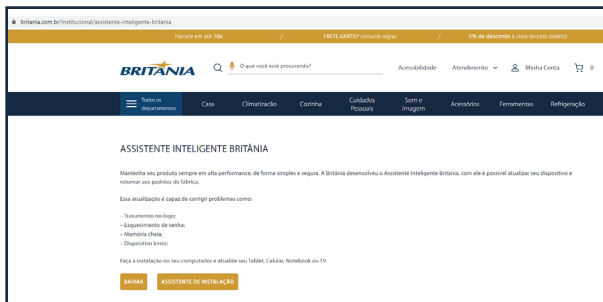 britania.com.br/institucional/assistente-inteligente-britania
Parcele em até 10x / FRETE GRÁTIS* consulte regras / 5% de desconto à vista (exceto boleto)
BRITÂNIA O que você está procurando? Acessibilidade Atendimento Minha Conta 0
Todos os departamentos Casa Climatização Cozinha Cuidados Pessoais Som e Imagem Acessórios Ferramentas Refrigeração
ASSISTENTE INTELIGENTE BRITÂNIA
Mantenha seu produto sempre em alta performance, de forma simples e segura. A Britânia desenvolveu o Assistente Inteligente Britânia, com ele é possível atualizar seu dispositivo e
retornar aos padrões de fábrica.
Essa atualização é capaz de corrigir problemas como:
– Travamento no logo;
– Esquecimento de senha;
– Memória cheia;
– Dispositivo lento;
Faça a instalação no seu computador e atualize seu Tablet, Celular, Notebook ou TV.
BAIXAR ASSISTENTE DE INSTALAÇÃO